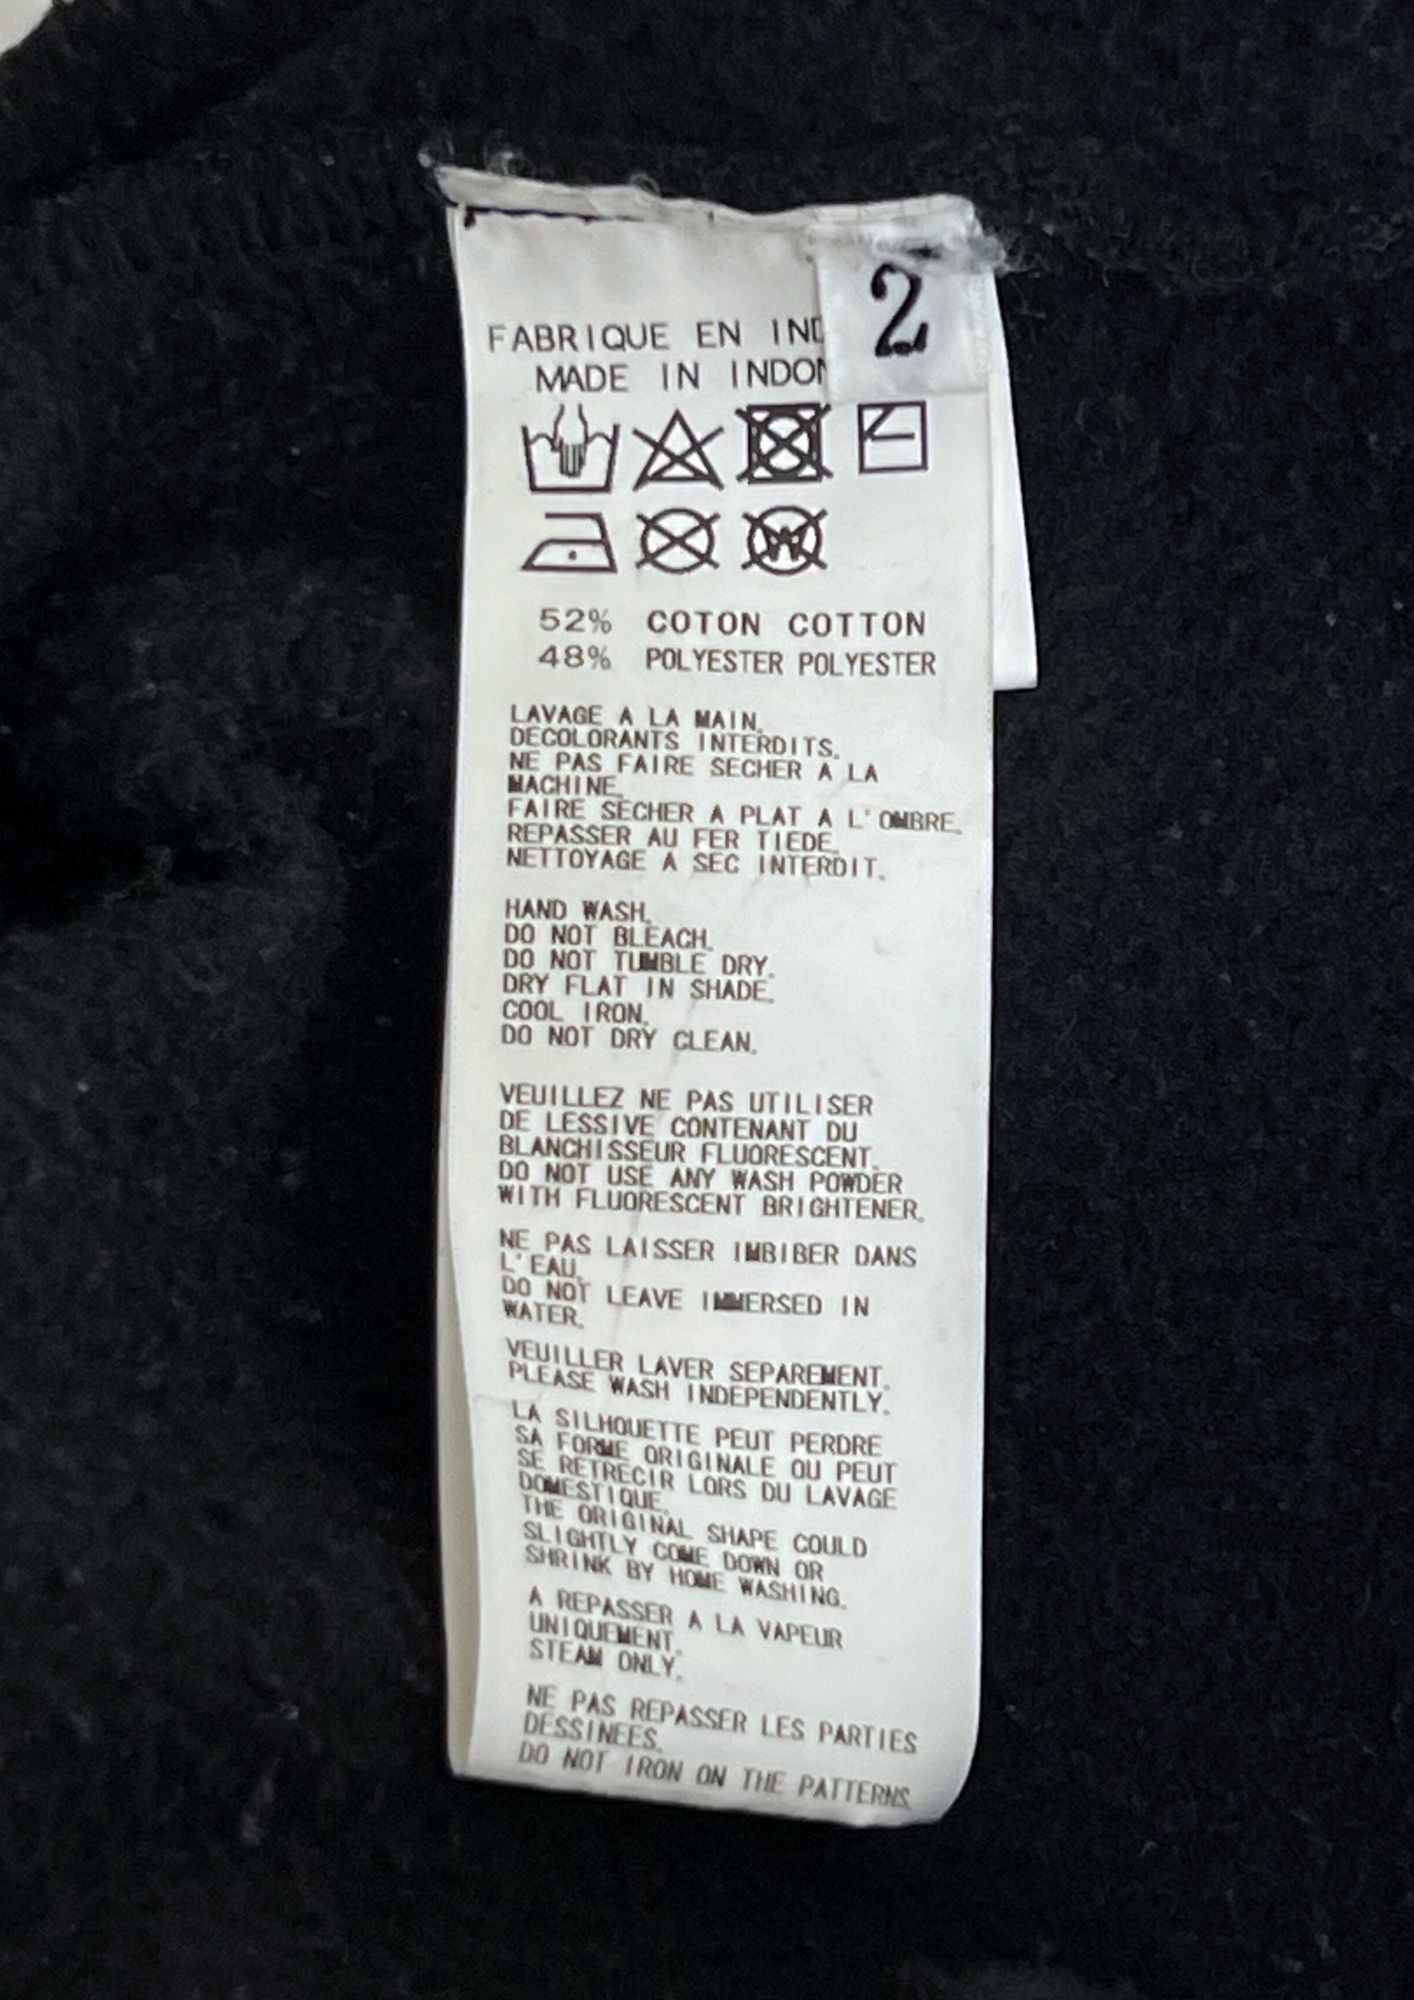 2
FABRIQUE EN IND
MADE IN INDON
52% COTON COTTON
48% POLYESTER POLYESTER
LAVAGE A LA MAIN.
DECOLORANTS INTERDITS.
NE PAS FAIRE SECHER A LA
MACHINE.
FAIRE SECHER A PLAT A L'OMBRE.
REPASSER AU FER TIEDE.
NETTOYAGE A SEC INTERDIT.
HAND WASH.
DO NOT BLEACH.
DO NOT TUMBLE DRY.
DRY FLAT IN SHADE.
COOL IRON.
DO NOT DRY CLEAN.
VEUILLEZ NE PAS UTILISER
DE LESSIVE CONTENANT DU
BLANCHISSEUR FLUORESCENT.
DO NOT USE ANY WASH POWDER
WITH FLUORESCENT BRIGHTENER.
NE PAS LAISSER IMBIBER DANS
L'EAU.
DO NOT LEAVE IMMERSED IN
WATER.
VEUILLER LAVER SEPAREMENT.
PLEASE WASH INDEPENDENTLY.
LA SILHOUETTE PEUT PERDRE
SA FORME ORIGINALE OU PEUT
SE RETRECIR LORS DU LAVAGE
DOMESTIQUE.
THE ORIGINAL SHAPE COULD
SLIGHTLY COME DOWN OR
SHRINK BY HOME WASHING.
A REPASSER A LA VAPEUR
UNIQUEMENT.
STEAM ONLY.
NE PAS REPASSER LES PARTIES
DESSINEES.
DO NOT IRON ON THE PATTERNS.